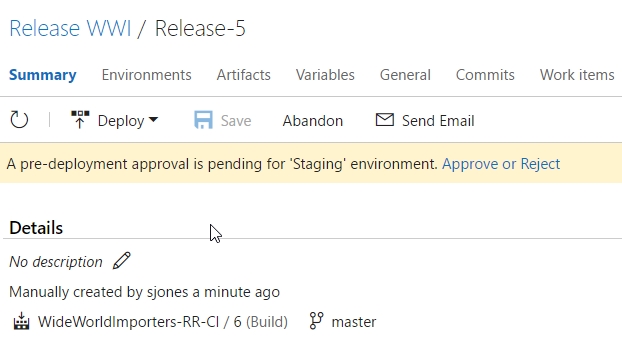 Release WWI / Release-5
Summary Environments Artifacts Variables General Commits Work items
Deploy Save Abandon Send Email
A pre-deployment approval is pending for 'Staging' environment. Approve or Reject
Details
No description
Manually created by sjones a minute ago
WideWorldImporters-RR-CI / 6 (Build) master